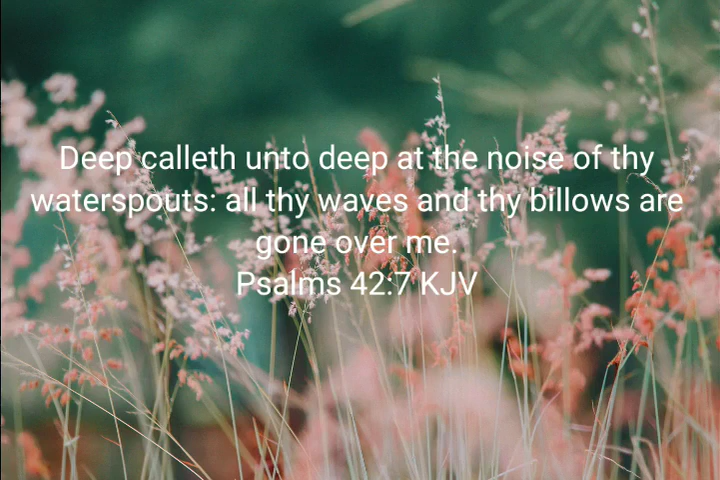 Deep calleth unto deep at the noise of thy
waterspouts: all thy waves and thy billows are
gone over me.
Psalms 42:7 KJV